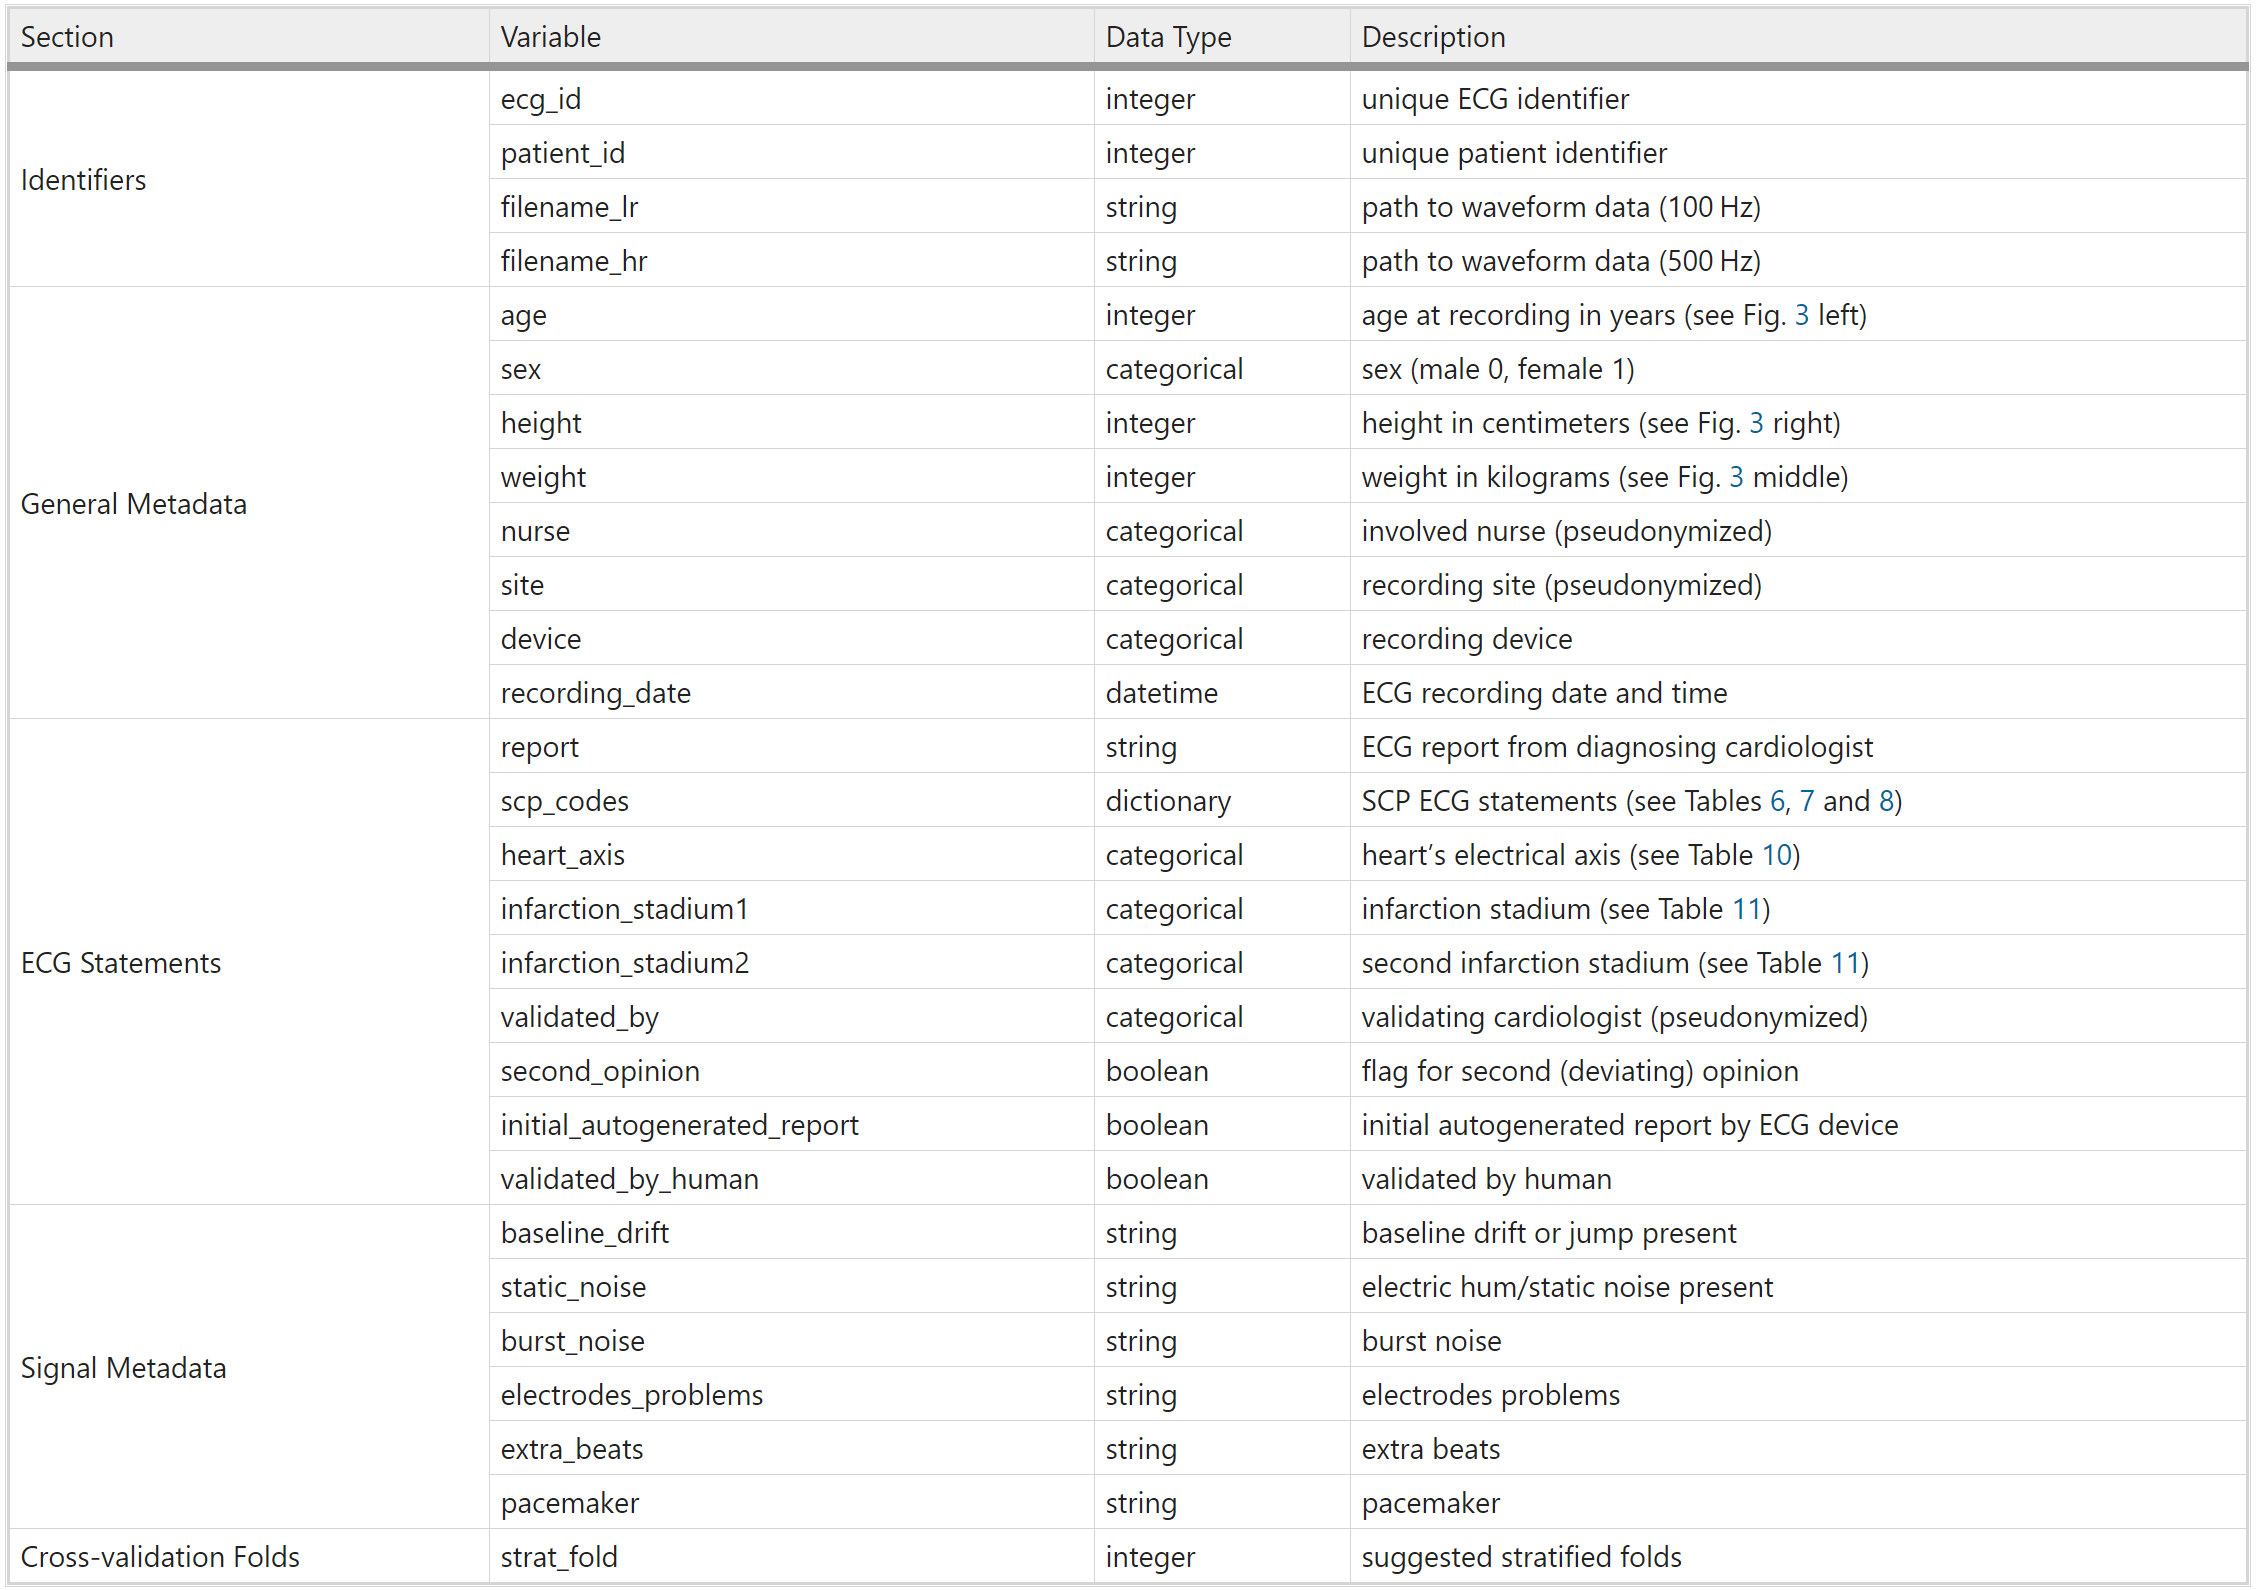 Section Variable Data Type Description
Identifiers
ecg_id integer unique ECG identifier
patient_id integer unique patient identifier
filename_lr string path to waveform data (100 Hz)
filename_hr string path to waveform data (500 Hz)
General Metadata
age integer age at recording in years (see Fig. 3 left)
sex categorical sex (male 0, female 1)
height integer height in centimeters (see Fig. 3 right)
weight integer weight in kilograms (see Fig. 3 middle)
nurse categorical involved nurse (pseudonymized)
site categorical recording site (pseudonymized)
device categorical recording device
recording_date datetime ECG recording date and time
ECG Statements
report string ECG report from diagnosing cardiologist
scp_codes dictionary SCP ECG statements (see Tables 6, 7 and 8)
heart_axis categorical heart’s electrical axis (see Table 10)
infarction_stadium1 categorical infarction stadium (see Table 11)
infarction_stadium2 categorical second infarction stadium (see Table 11)
validated_by categorical validating cardiologist (pseudonymized)
second_opinion boolean flag for second (deviating) opinion
initial_autogenerated_report boolean initial autogenerated report by ECG device
validated_by_human boolean validated by human
Signal Metadata
baseline_drift string baseline drift or jump present
static_noise string electric hum/static noise present
burst_noise string burst noise
electrodes_problems string electrodes problems
extra_beats string extra beats
pacemaker string pacemaker
Cross-validation Folds strat_fold integer suggested stratified folds